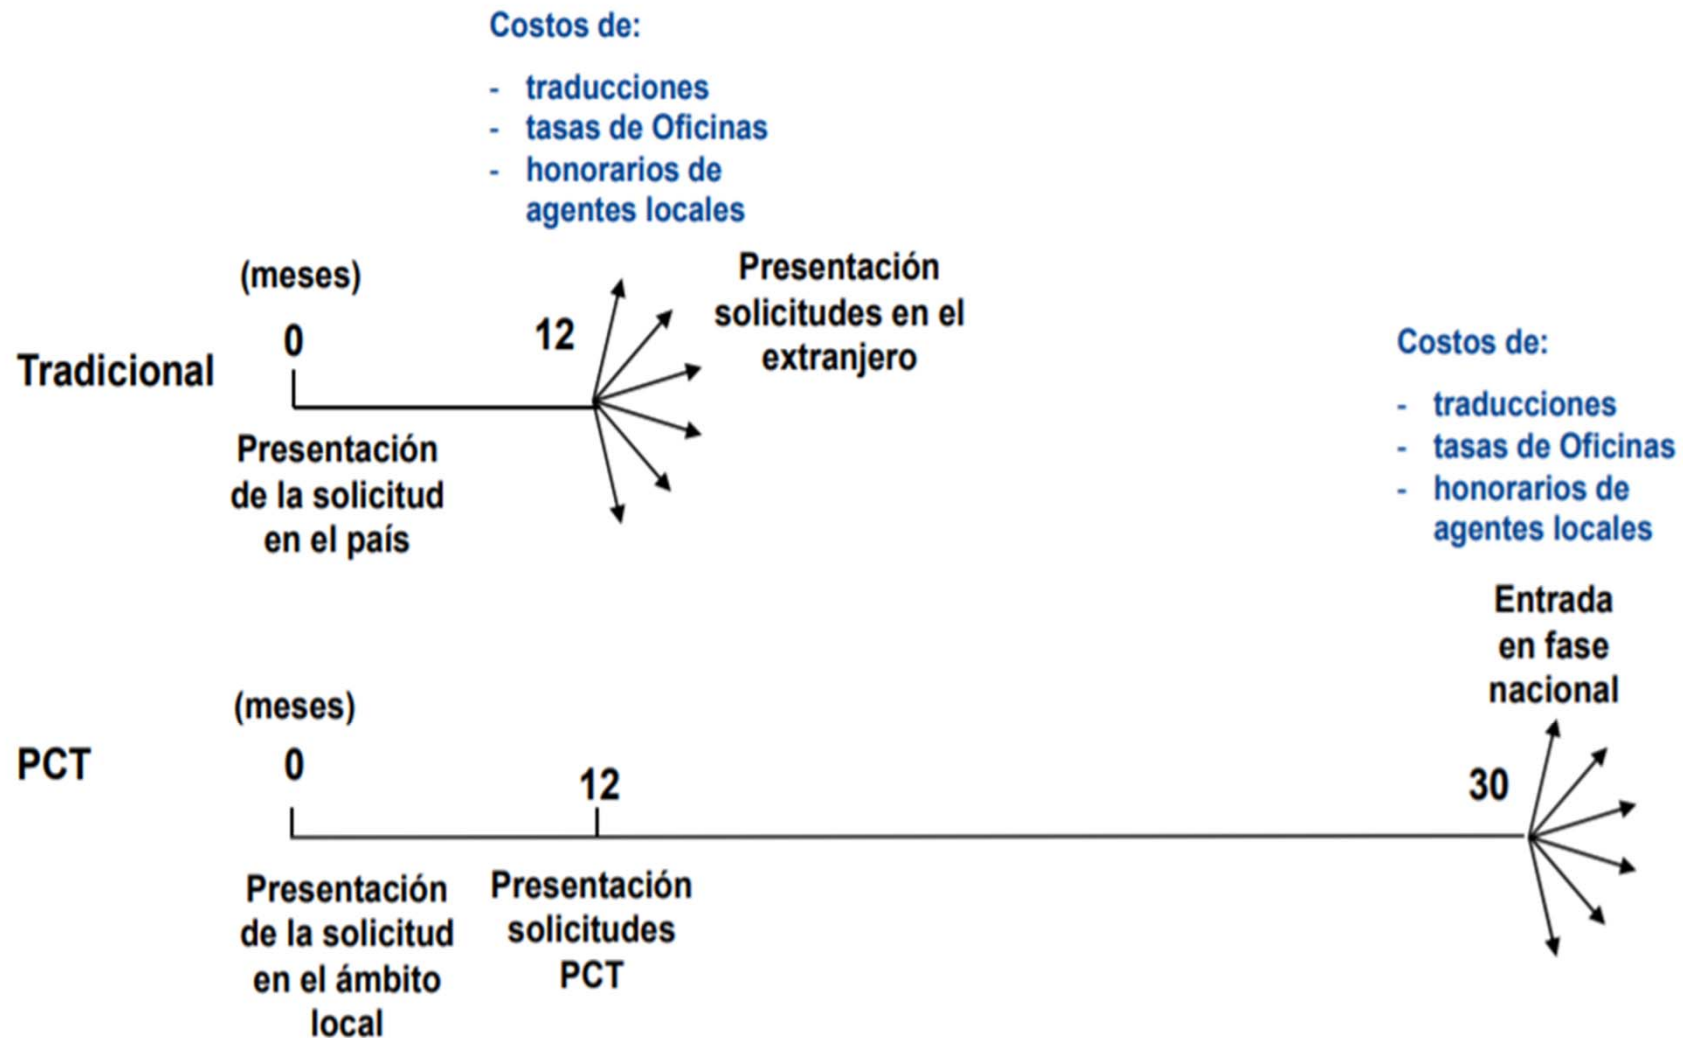 Costos de:
- traducciones
- tasas de Oficinas
- honorarios de
agentes locales
(meses)
0
12
Presentación
solicitudes en el
extranjero
Tradicional
Presentación
de la solicitud
en el país
Costos de:
- traducciones
- tasas de Oficinas
- honorarios de
agentes locales
Entrada
en fase
nacional
(meses)
PCT
0
12
30
Presentación
de la solicitud
en el ámbito
local
Presentación
solicitudes
PCT